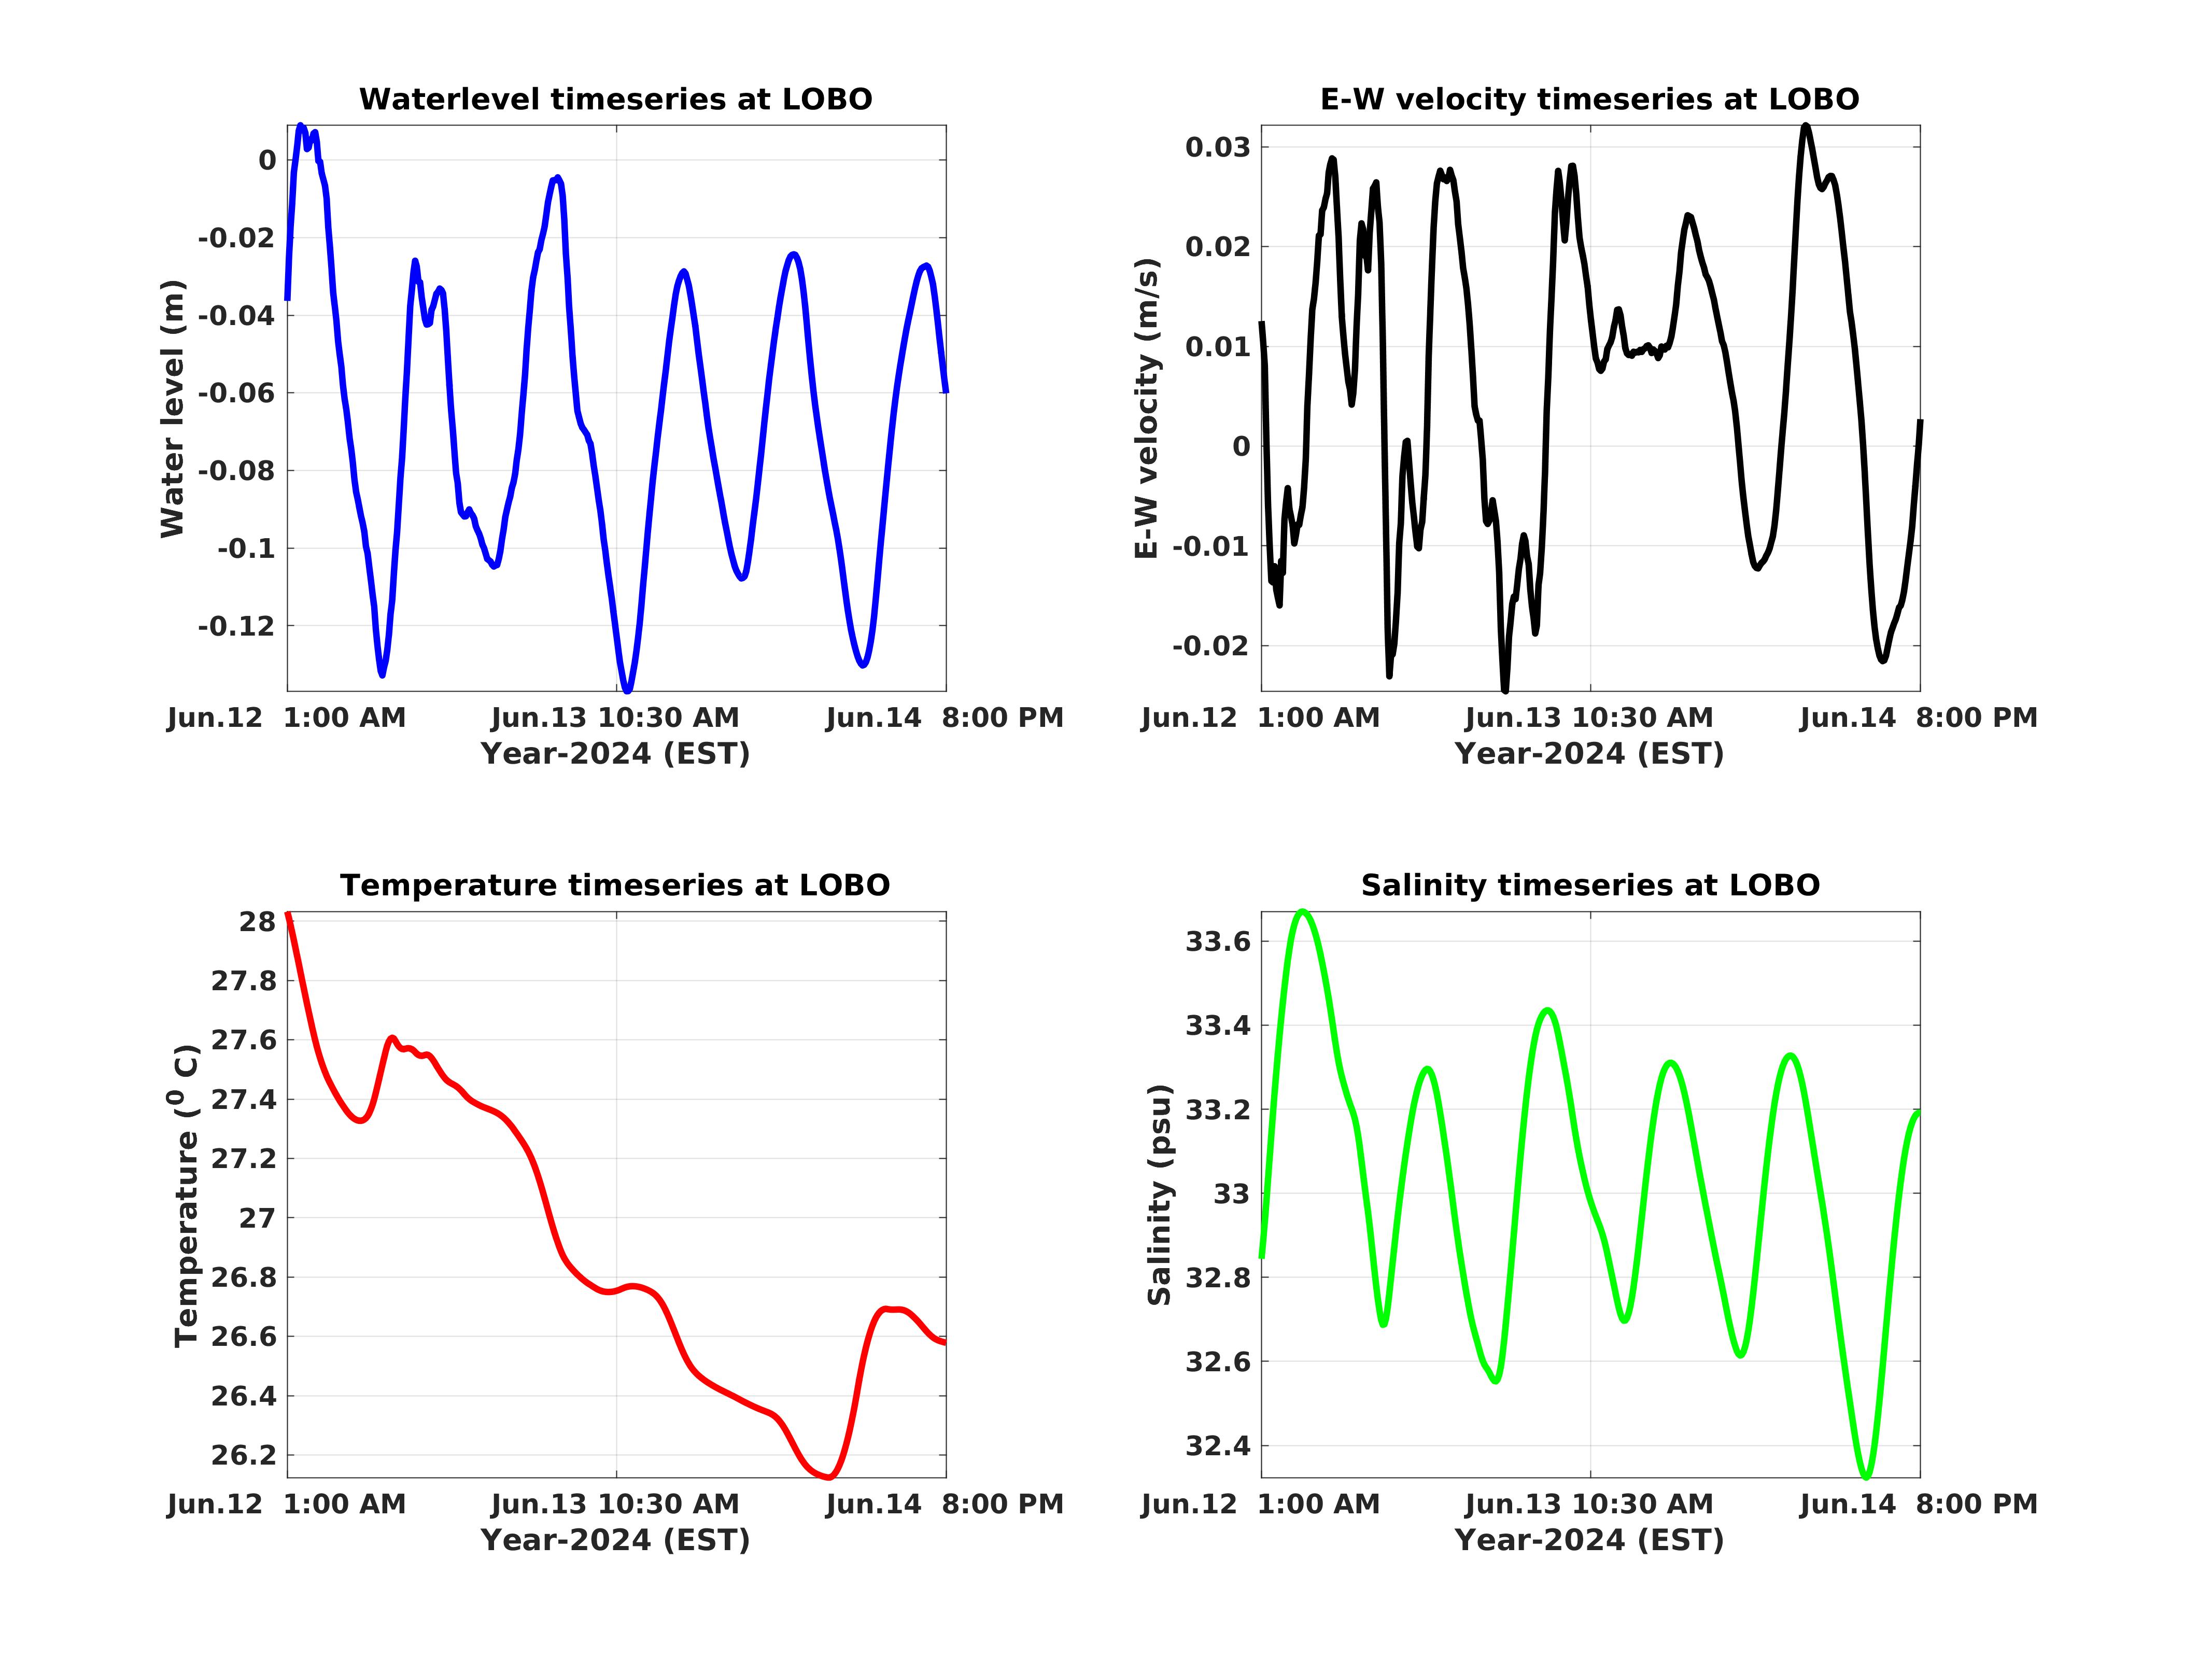 Waterlevel timeseries at LOBO
Water level (m)
0
-0.02
-0.04
-0.06
-0.08
-0.1
-0.12
Jun.12  1:00 AM
Jun.13 10:30 AM
Jun.14  8:00 PM
Year-2024 (EST)
E-W velocity timeseries at LOBO
E-W velocity (m/s)
0.03
0.02
0.01
0
-0.01
-0.02
Jun.12  1:00 AM
Jun.13 10:30 AM
Jun.14  8:00 PM
Year-2024 (EST)
Temperature timeseries at LOBO
Temperature (⁰ C)
28
27.8
27.6
27.4
27.2
27
26.8
26.6
26.4
26.2
Jun.12  1:00 AM
Jun.13 10:30 AM
Jun.14  8:00 PM
Year-2024 (EST)
Salinity timeseries at LOBO
Salinity (psu)
33.6
33.4
33.2
33
32.8
32.6
32.4
Jun.12  1:00 AM
Jun.13 10:30 AM
Jun.14  8:00 PM
Year-2024 (EST)